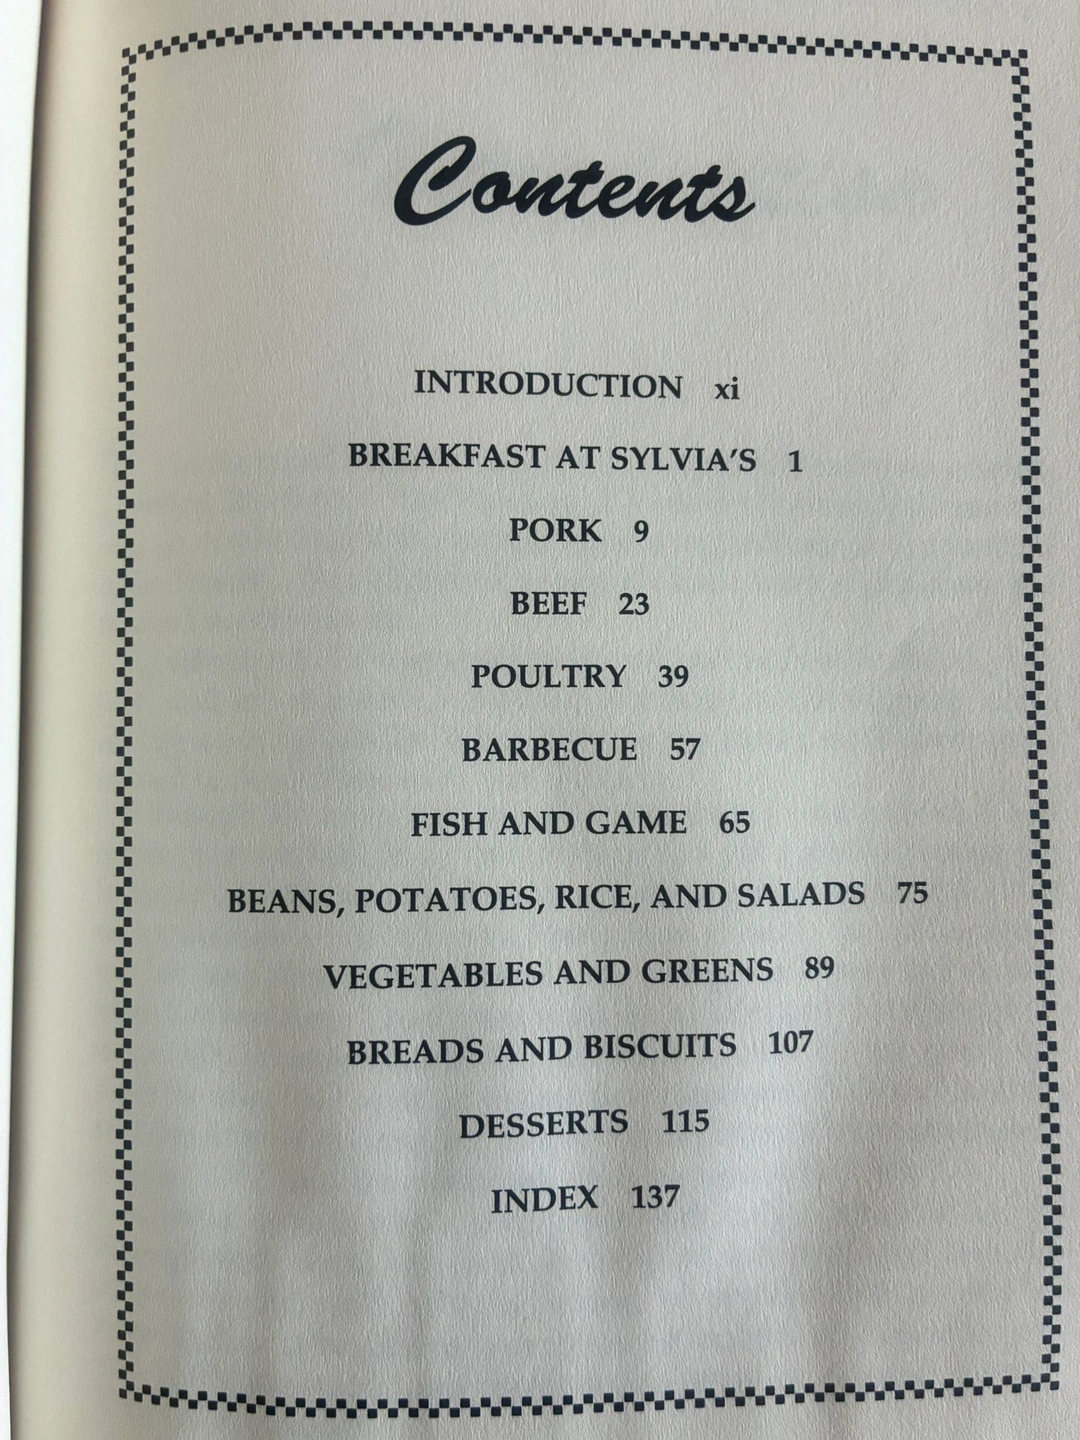 Contents
INTRODUCTION xi
BREAKFAST AT SYLVIA'S 1
PORK 9
BEEF 23
POULTRY 39
BARBECUE 57
FISH AND GAME 65
BEANS, POTATOES, RICE, AND SALADS 75
VEGETABLES AND GREENS 89
BREADS AND BISCUITS 107
DESSERTS 115
INDEX 137